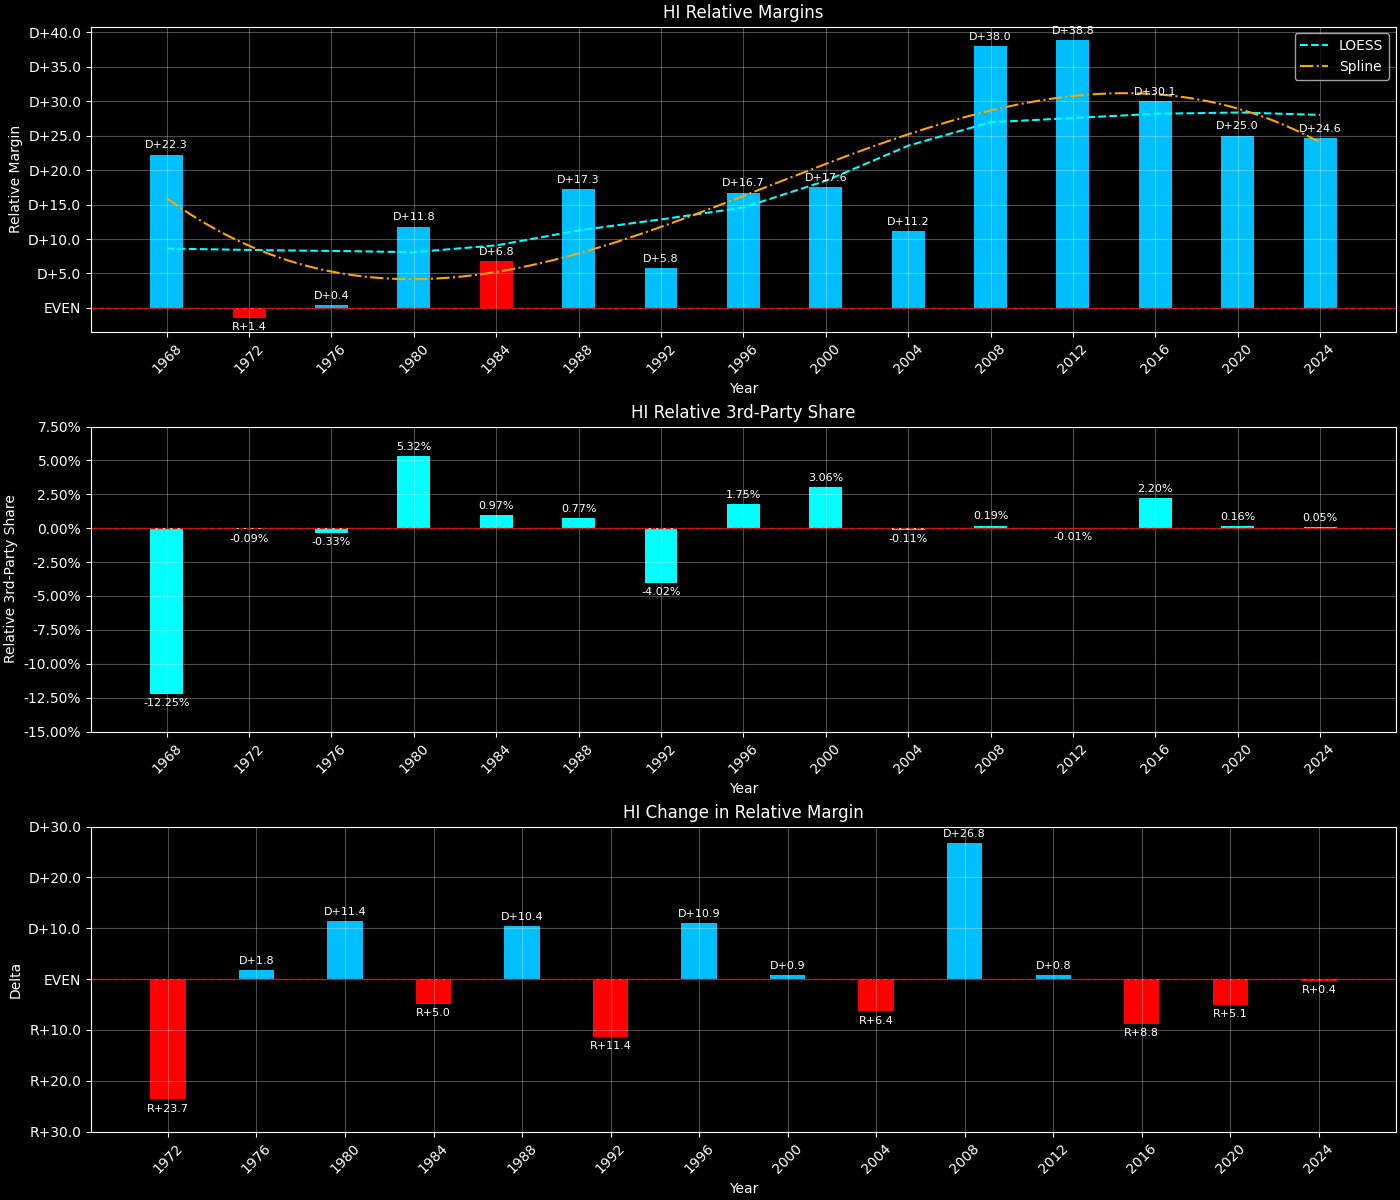 HI Relative Margins
D+40.0
D+35.0
D+30.0
D+25.0
D+20.0
D+15.0
D+10.0
D+5.0
EVEN
Relative Margin
D+22.3
R+1.4
D+0.4
D+11.8
D+6.8
D+17.3
D+5.8
D+16.7
D+17.6
D+11.2
D+38.0
D+38.8
D+30.1
D+25.0
D+24.6
LOESS
Spline
1968
1972
1976
1980
1984
1988
1992
1996
2000
2004
2008
2012
2016
2020
2024
Year
HI Relative 3rd-Party Share
7.50%
5.00%
2.50%
0.00%
-2.50%
-5.00%
-7.50%
-10.00%
-12.50%
-15.00%
Relative 3rd-Party Share
-12.25%
-0.09%
-0.33%
5.32%
0.97%
0.77%
-4.02%
1.75%
3.06%
-0.11%
0.19%
-0.01%
2.20%
0.16%
0.05%
1968
1972
1976
1980
1984
1988
1992
1996
2000
2004
2008
2012
2016
2020
2024
Year
HI Change in Relative Margin
D+30.0
D+20.0
D+10.0
EVEN
R+10.0
R+20.0
R+30.0
Delta
R+23.7
D+1.8
D+11.4
R+5.0
D+10.4
R+11.4
D+10.9
D+0.9
R+6.4
D+26.8
D+0.8
R+8.8
R+5.1
R+0.4
1972
1976
1980
1984
1988
1992
1996
2000
2004
2008
2012
2016
2020
2024
Year